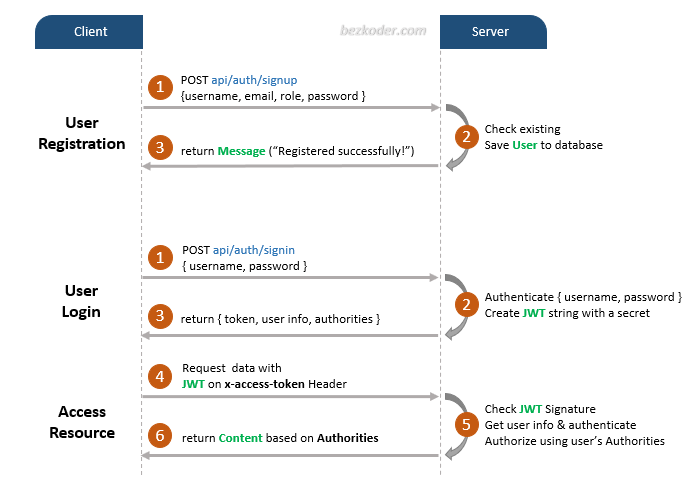 Client
bezkoder.com
Server
User
Registration
1
POST api/auth/signup
{username, email, role, password }
2
Check existing
Save User to database
3
return Message (“Registered successfully!”)
User
Login
1
POST api/auth/signin
{ username, password }
2
Authenticate { username, password }
Create JWT string with a secret
3
return { token, user info, authorities }
Access
Resource
4
Request data with
JWT on x-access-token Header
5
Check JWT Signature
Get user info & authenticate
Authorize using user’s Authorities
6
return Content based on Authorities